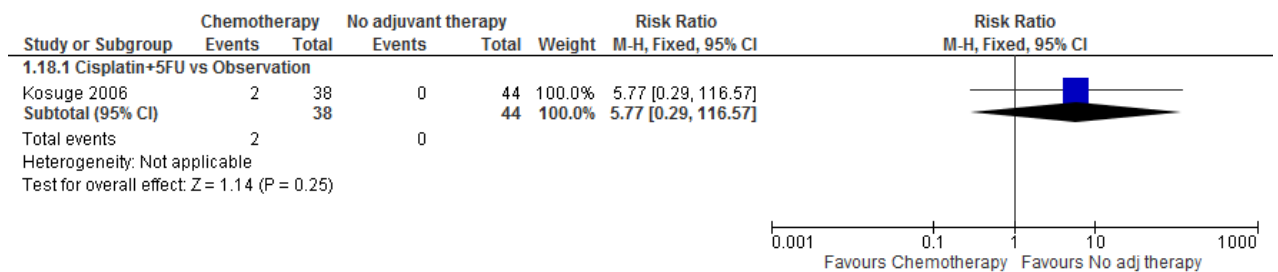 Chemotherapy No adjuvant therapy Risk Ratio Risk Ratio
Study or Subgroup Events Total Events Total Weight M-H, Fixed, 95% CI M-H, Fixed, 95% CI
1.18.1 Cisplatin+5FU vs Observation
Kosuge 2006 2 38 0 44 100.0% 5.77 [0.29, 116.57]
Subtotal (95% CI) 38 44 100.0% 5.77 [0.29, 116.57]
Total events 2 0
Heterogeneity: Not applicable
Test for overall effect: Z = 1.14 (P = 0.25)
0.001 0.1 1 10 1000
Favours Chemotherapy Favours No adj therapy